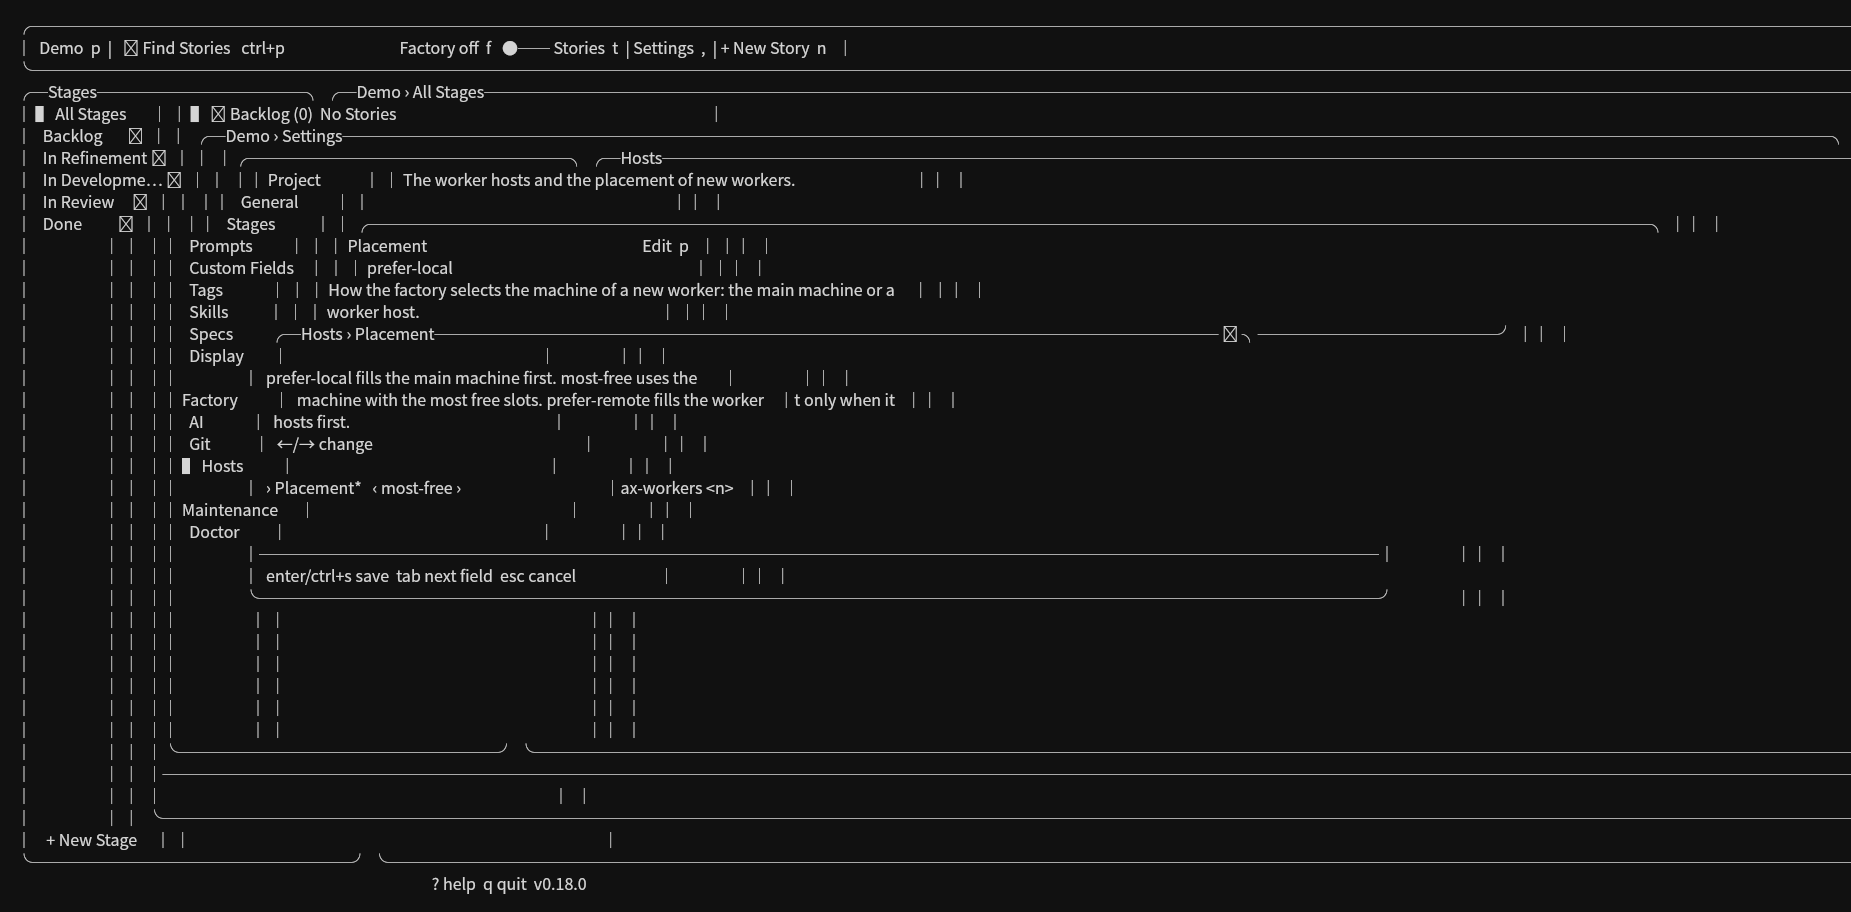 Demo p | Find Stories ctrl+p Factory off f ●── Stories t | Settings , | + New Story n
Stages Demo › All Stages
All Stages Backlog (0) No Stories
Backlog Demo › Settings
In Refinement Hosts
In Developme… Project The worker hosts and the placement of new workers.
In Review General
Done Stages
Prompts Placement Edit p
Custom Fields prefer-local
Tags How the factory selects the machine of a new worker: the main machine or a
Skills worker host.
Specs Hosts › Placement
Display
prefer-local fills the main machine first. most-free uses the
Factory machine with the most free slots. prefer-remote fills the worker t only when it
AI hosts first.
Git ←/→ change
Hosts
› Placement* ‹ most-free › ax-workers <n>
Maintenance
Doctor
enter/ctrl+s save tab next field esc cancel
+ New Stage
? help q quit v0.18.0